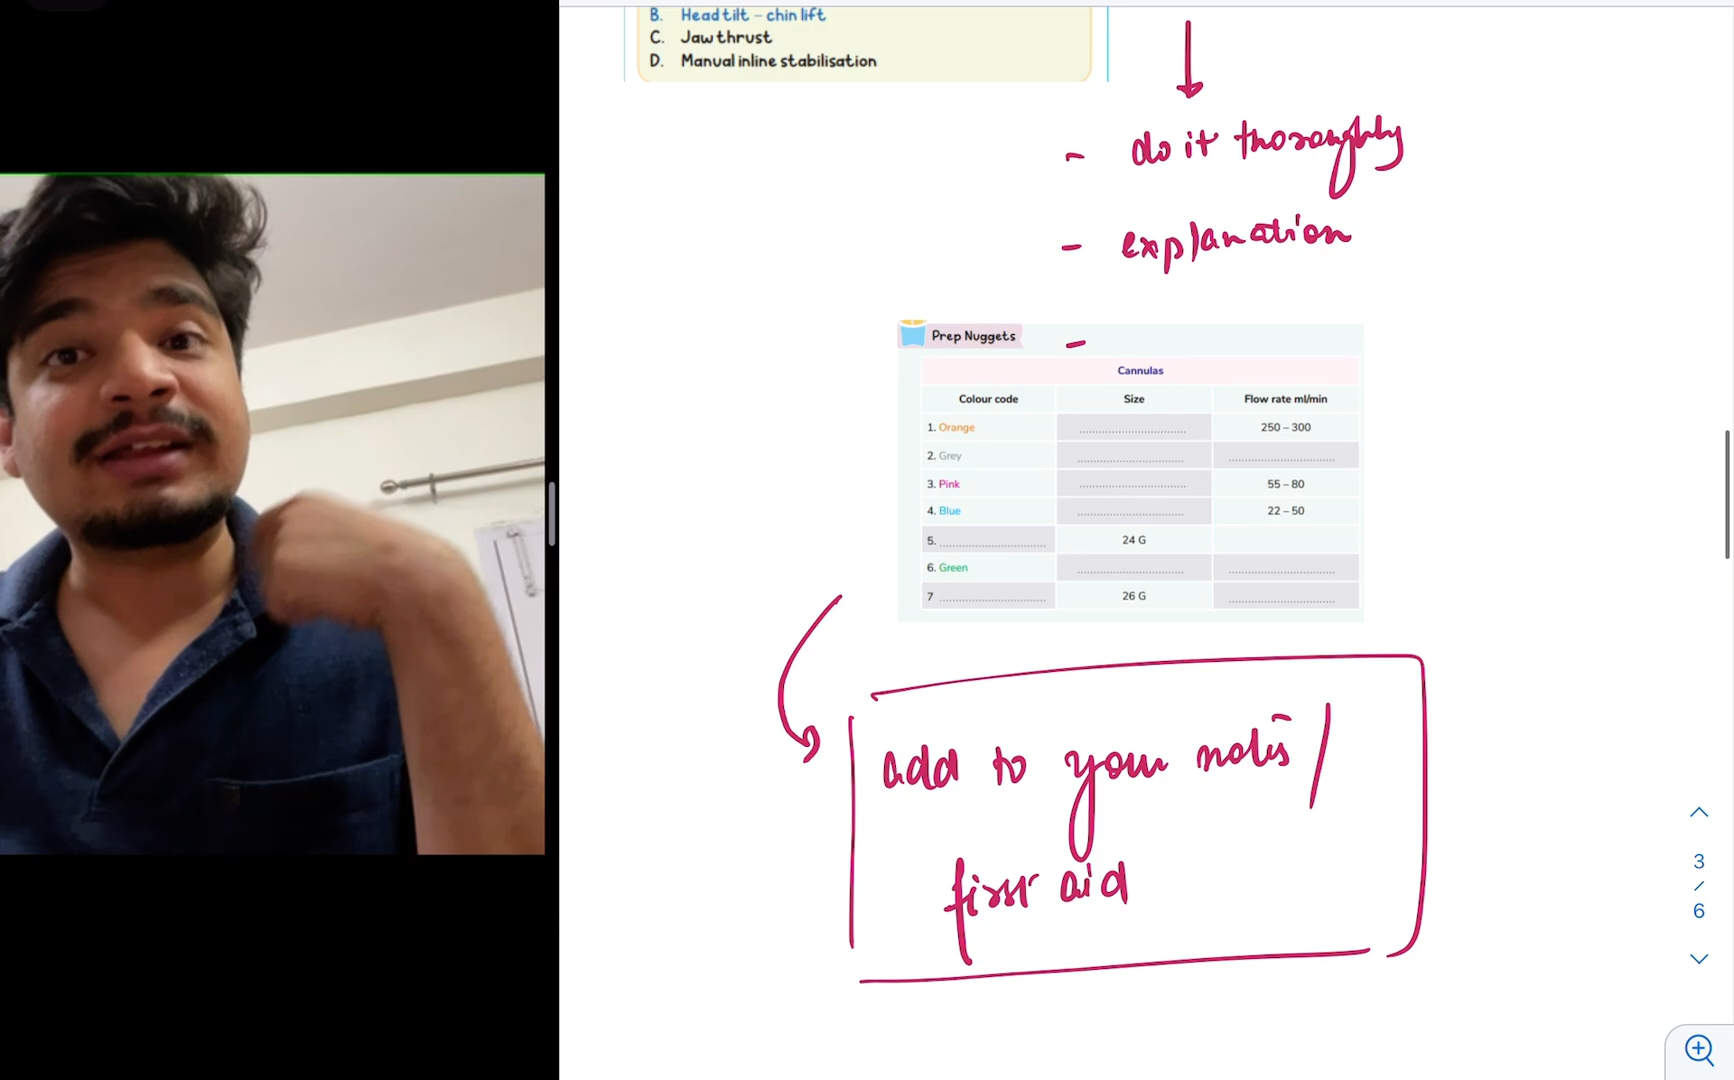 B. Head tilt – chin lift
C. Jaw thrust
D. Manual inline stabilisation
- do it thoroughly
- explanation
Prep Nuggets
Cannulas
Colour code Size Flow rate ml/min
1. Orange .............................. 250 – 300
2. Grey .............................. ..............................
3. Pink .............................. 55 – 80
4. Blue .............................. 22 – 50
5. .............................. 24 G
6. Green .............................. ..............................
7 .............................. 26 G ..............................
add to your notes /
first aid
3
/
6